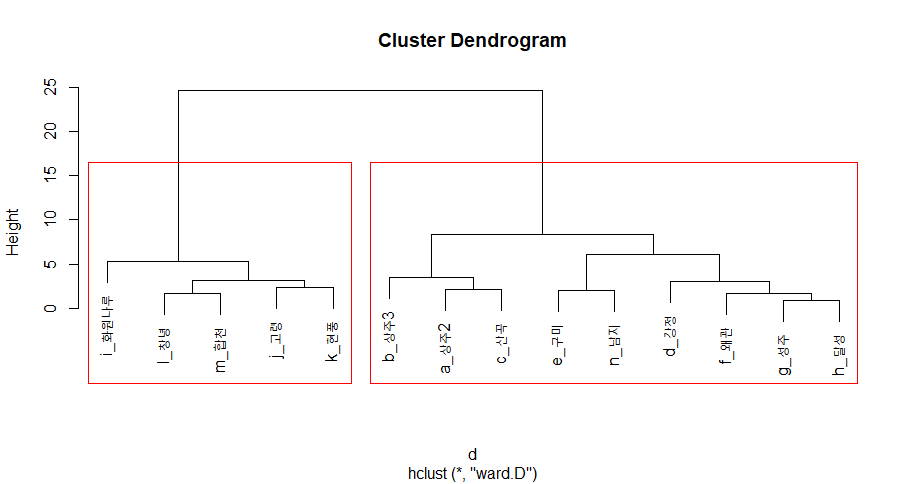 Cluster Dendrogram
Height
25
20
15
10
5
0
i_화원나루
l_창녕
m_합천
j_고령
k_현풍
b_상주3
a_상주2
c_산곡
e_구미
n_남지
d_강정
f_왜관
g_성주
h_달성
d
hclust (*, "ward.D")